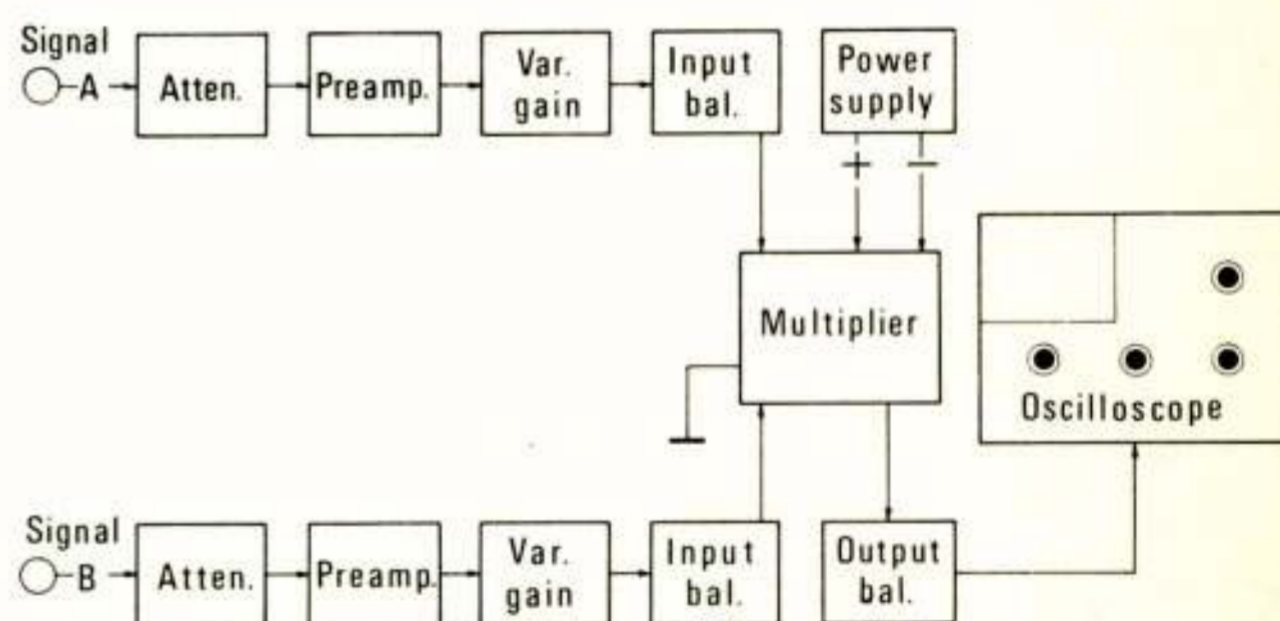 Signal
A
Atten.
Preamp.
Var.
gain
Input
bal.
Power
supply
+ −
Multiplier
Oscilloscope
Signal
B
Atten.
Preamp.
Var.
gain
Input
bal.
Output
bal.